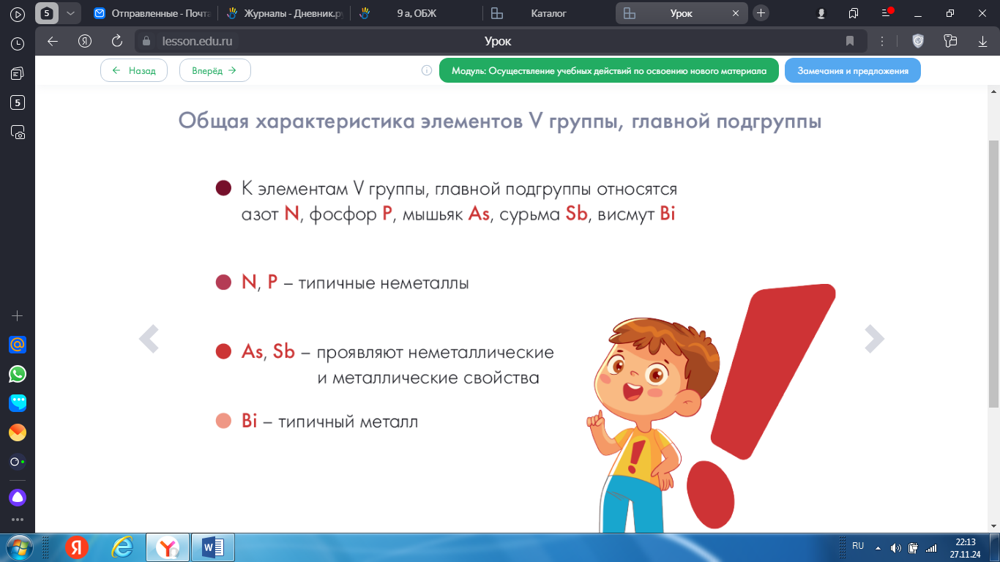 5
Отправленные - Почта
Журналы - Дневник.ру
9 а, ОБЖ
Каталог
Урок
lesson.edu.ru
Урок
Назад
Вперёд
Модуль: Осуществление учебных действий по освоению нового материала
Замечания и предложения
5
Общая характеристика элементов V группы, главной подгруппы
К элементам V группы, главной подгруппы относятся
азот N, фосфор P, мышьяк As, сурьма Sb, висмут Bi
N, P – типичные неметаллы
As, Sb – проявляют неметаллические
и металлические свойства
Bi – типичный металл
RU
22:13
27.11.24